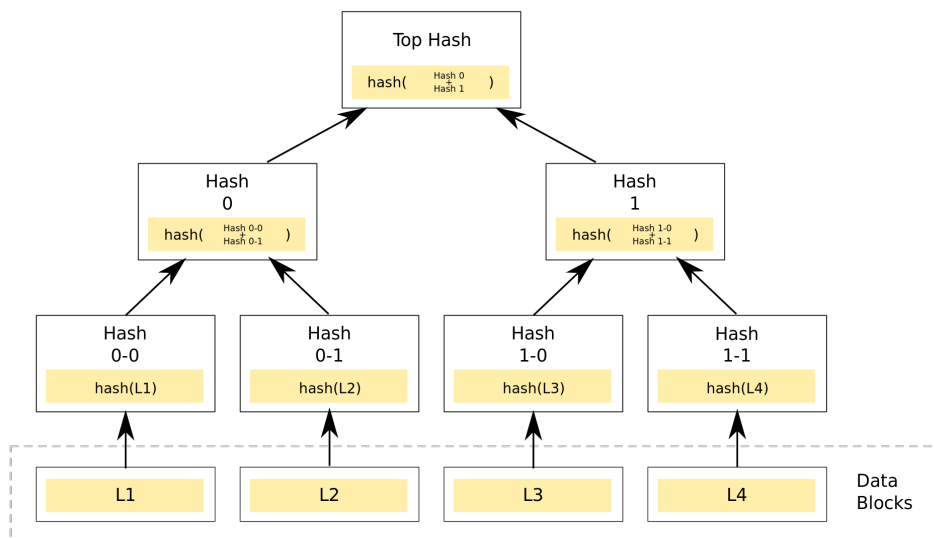 Top Hash
hash( Hash 0 + Hash 1 )
Hash
0
hash( Hash 0-0 + Hash 0-1 )
Hash
1
hash( Hash 1-0 + Hash 1-1 )
Hash
0-0
hash(L1)
Hash
0-1
hash(L2)
Hash
1-0
hash(L3)
Hash
1-1
hash(L4)
L1
L2
L3
L4
Data
Blocks